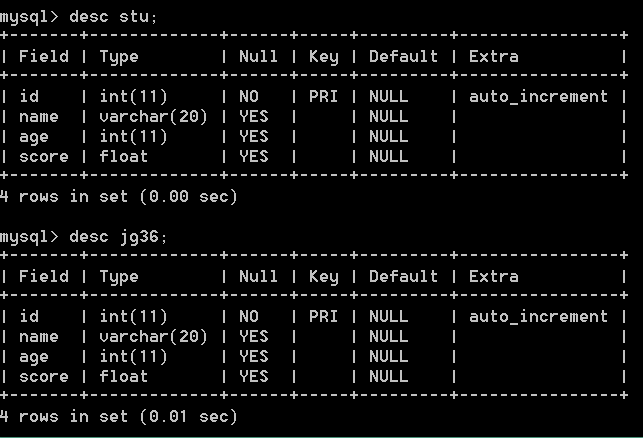 mysql> desc stu;
+-------+-------------+------+-----+---------+----------------+
| Field | Type        | Null | Key | Default | Extra          |
+-------+-------------+------+-----+---------+----------------+
| id    | int(11)     | NO   | PRI | NULL    | auto_increment |
| name  | varchar(20) | YES  |     | NULL    |                |
| age   | int(11)     | YES  |     | NULL    |                |
| score | float       | YES  |     | NULL    |                |
+-------+-------------+------+-----+---------+----------------+
4 rows in set (0.00 sec)

mysql> desc jg36;
+-------+-------------+------+-----+---------+----------------+
| Field | Type        | Null | Key | Default | Extra          |
+-------+-------------+------+-----+---------+----------------+
| id    | int(11)     | NO   | PRI | NULL    | auto_increment |
| name  | varchar(20) | YES  |     | NULL    |                |
| age   | int(11)     | YES  |     | NULL    |                |
| score | float       | YES  |     | NULL    |                |
+-------+-------------+------+-----+---------+----------------+
4 rows in set (0.01 sec)